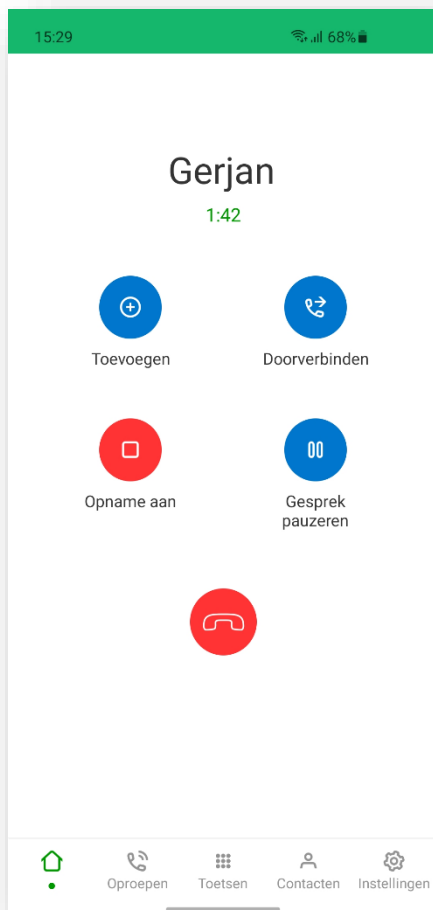 15:29 68%
Gerjan
1:42
Toevoegen Doorverbinden
Opname aan Gesprek
pauzeren
Oproepen Toetsen Contacten Instellingen